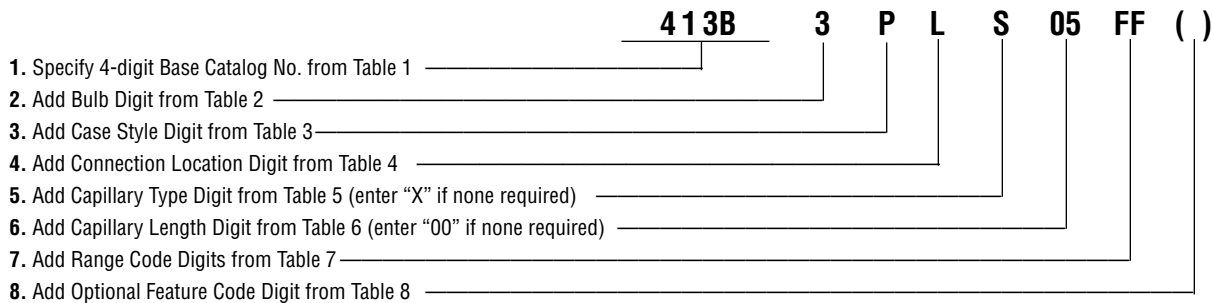 413B 3 P L S 05 FF ( )
1. Specify 4-digit Base Catalog No. from Table 1
2. Add Bulb Digit from Table 2
3. Add Case Style Digit from Table 3
4. Add Connection Location Digit from Table 4
5. Add Capillary Type Digit from Table 5 (enter “X” if none required)
6. Add Capillary Length Digit from Table 6 (enter “00” if none required)
7. Add Range Code Digits from Table 7
8. Add Optional Feature Code Digit from Table 8